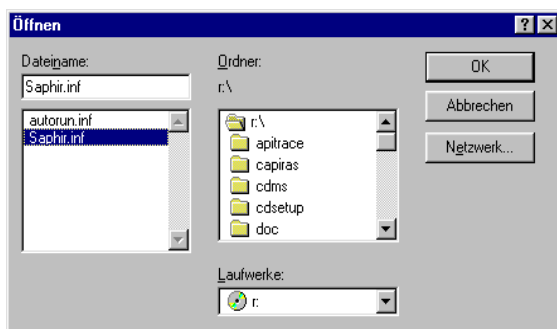 Öffnen
Dateiname:
Saphir.inf
autorun.inf
Saphir.inf
Ordner:
r:\
r:\
apitrace
capiras
cdms
cdsetup
doc
Laufwerke:
r:
OK
Abbrechen
Netzwerk...